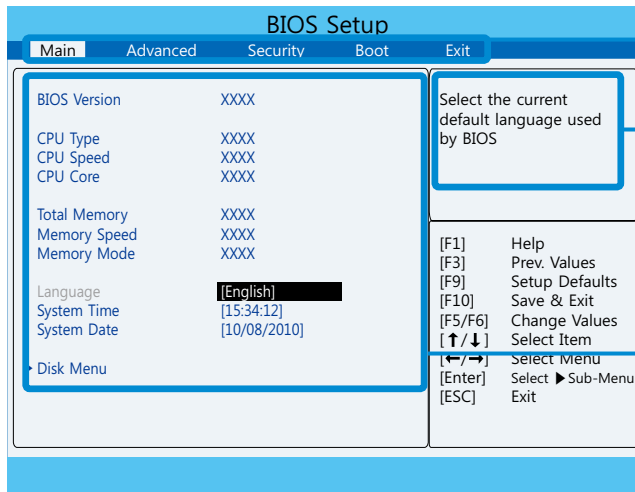 BIOS Setup
Main Advanced Security Boot Exit
BIOS Version XXXX
CPU Type XXXX
CPU Speed XXXX
CPU Core XXXX
Total Memory XXXX
Memory Speed XXXX
Memory Mode XXXX
Language [English]
System Time [15:34:12]
System Date [10/08/2010]
Disk Menu
Select the current
default language used
by BIOS
[F1] Help
[F3] Prev. Values
[F9] Setup Defaults
[F10] Save & Exit
[F5/F6] Change Values
[↑/↓] Select Item
[←/→] Select Menu
[Enter] Select ▶Sub-Menu
[ESC] Exit